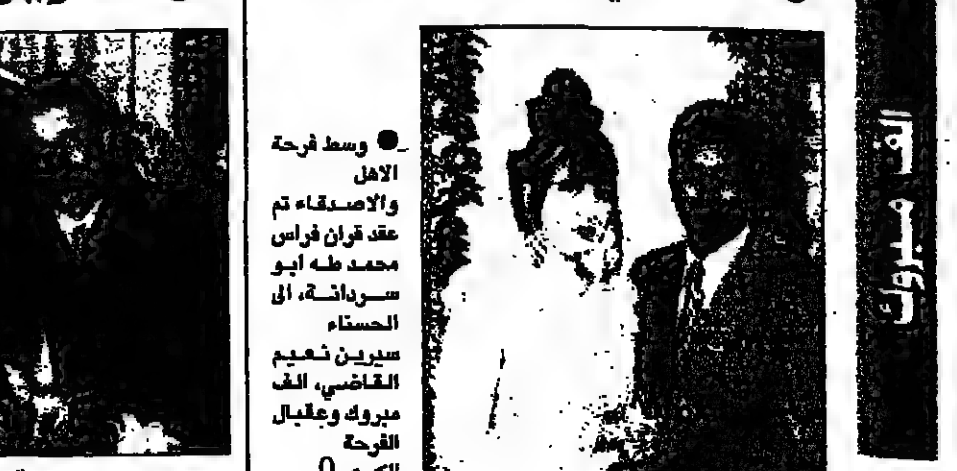 الف مبروك
وسط فرحة
الاهل
والاصدقاء تم
عقد قران فراس
محمد طه ابو
سردانة، الى
الحسناء
سيرين نعيم
القاضي، الف
مبروك وعقبال
الفرحة